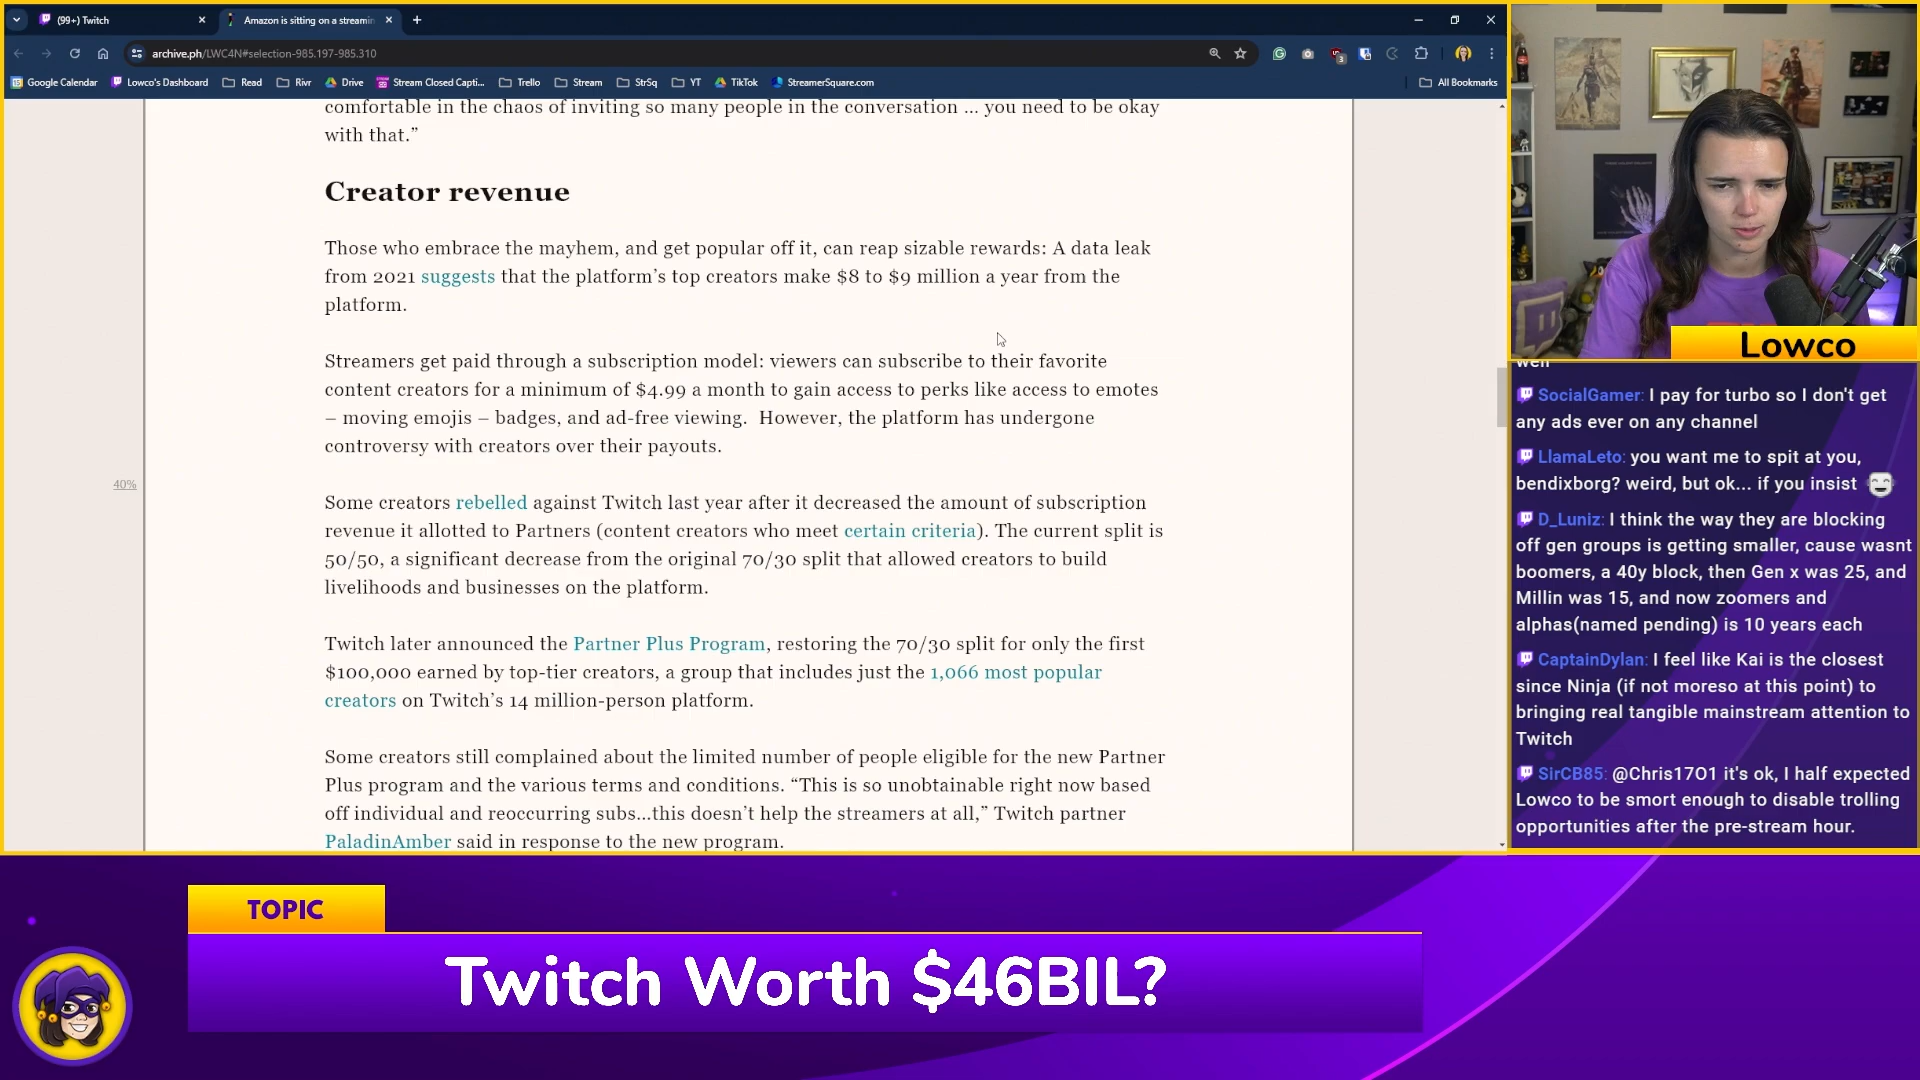 (99+) Twitch
Amazon is sitting on a streamin
archive.ph/LWC4N#selection-985.197-985.310
Google Calendar
Lowco's Dashboard
Read
Rivr
Drive
Stream Closed Capti...
Trello
Stream
StrSq
YT
TikTok
StreamerSquare.com
All Bookmarks
comfortable in the chaos of inviting so many people in the conversation … you need to be okay
with that.”
Creator revenue
Those who embrace the mayhem, and get popular off it, can reap sizable rewards: A data leak
from 2021 suggests that the platform’s top creators make $8 to $9 million a year from the
platform.
Streamers get paid through a subscription model: viewers can subscribe to their favorite
content creators for a minimum of $4.99 a month to gain access to perks like access to emotes
– moving emojis – badges, and ad-free viewing.  However, the platform has undergone
controversy with creators over their payouts.
40%
Some creators rebelled against Twitch last year after it decreased the amount of subscription
revenue it allotted to Partners (content creators who meet certain criteria). The current split is
50/50, a significant decrease from the original 70/30 split that allowed creators to build
livelihoods and businesses on the platform.
Twitch later announced the Partner Plus Program, restoring the 70/30 split for only the first
$100,000 earned by top-tier creators, a group that includes just the 1,066 most popular
creators on Twitch’s 14 million-person platform.
Some creators still complained about the limited number of people eligible for the new Partner
Plus program and the various terms and conditions. “This is so unobtainable right now based
off individual and reoccurring subs…this doesn’t help the streamers at all,” Twitch partner
PaladinAmber said in response to the new program.
Lowco
well
SocialGamer: I pay for turbo so I don't get
any ads ever on any channel
LlamaLeto: you want me to spit at you,
bendixborg? weird, but ok... if you insist
D_Luniz: I think the way they are blocking
off gen groups is getting smaller, cause wasnt
boomers, a 40y block, then Gen x was 25, and
Millin was 15, and now zoomers and
alphas(named pending) is 10 years each
CaptainDylan: I feel like Kai is the closest
since Ninja (if not moreso at this point) to
bringing real tangible mainstream attention to
Twitch
SirCB85: @Chris17O1 it's ok, I half expected
Lowco to be smort enough to disable trolling
opportunities after the pre-stream hour.
TOPIC
Twitch Worth $46BIL?